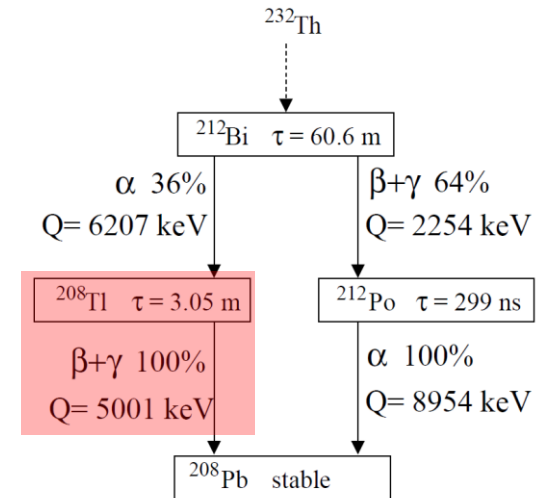 ²³²Th
²¹²Bi τ = 60.6 m
α 36%
Q= 6207 keV
β+γ 64%
Q= 2254 keV
²⁰⁸Tl τ = 3.05 m
²¹²Po τ = 299 ns
β+γ 100%
Q= 5001 keV
α 100%
Q= 8954 keV
²⁰⁸Pb stable